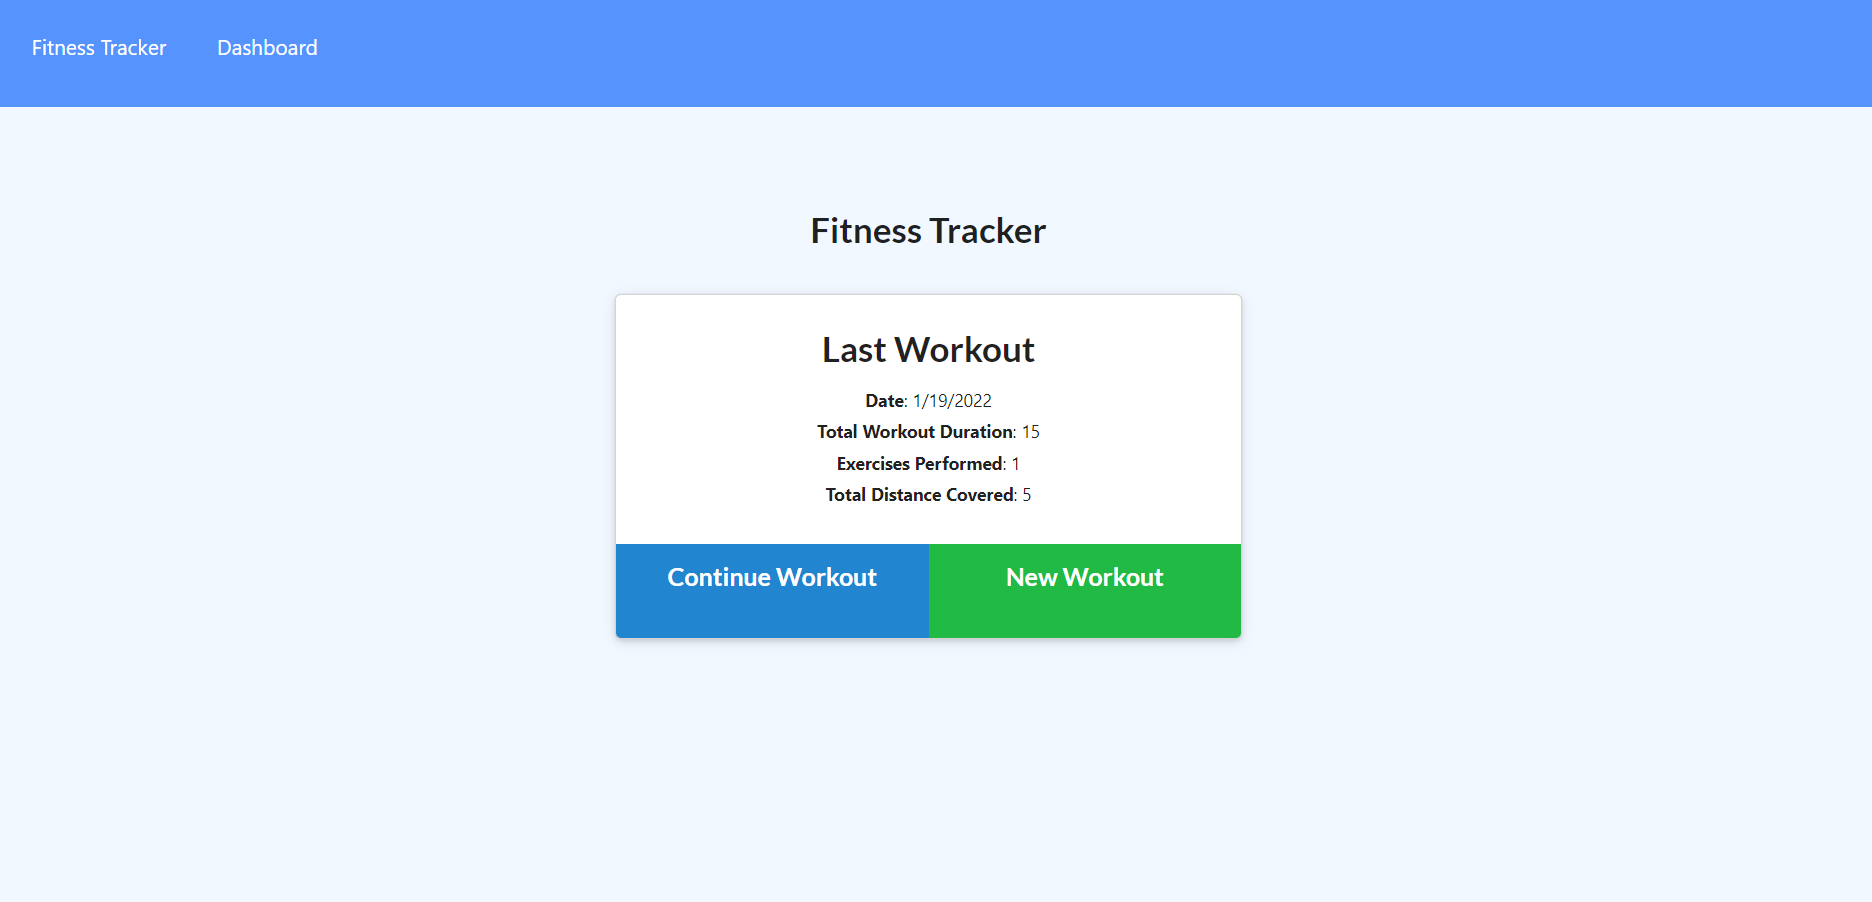 Fitness Tracker Dashboard
Fitness Tracker
Last Workout
Date: 1/19/2022
Total Workout Duration: 15
Exercises Performed: 1
Total Distance Covered: 5
Continue Workout New Workout